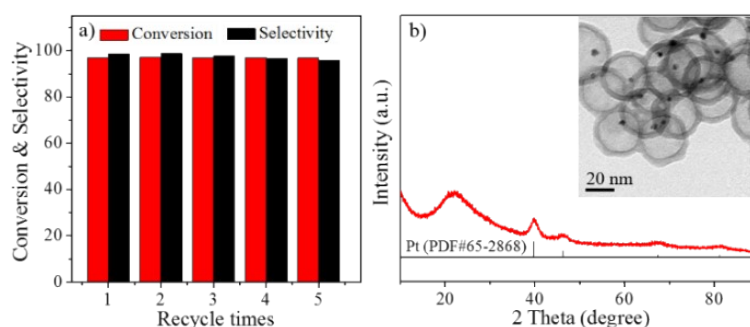 a)
Conversion
Selectivity
Conversion & Selectivity
100
80
60
40
20
0
1 2 3 4 5
Recycle times
b)
Intensity (a.u.)
20 nm
Pt (PDF#65-2868)
20 40 60 80
2 Theta (degree)